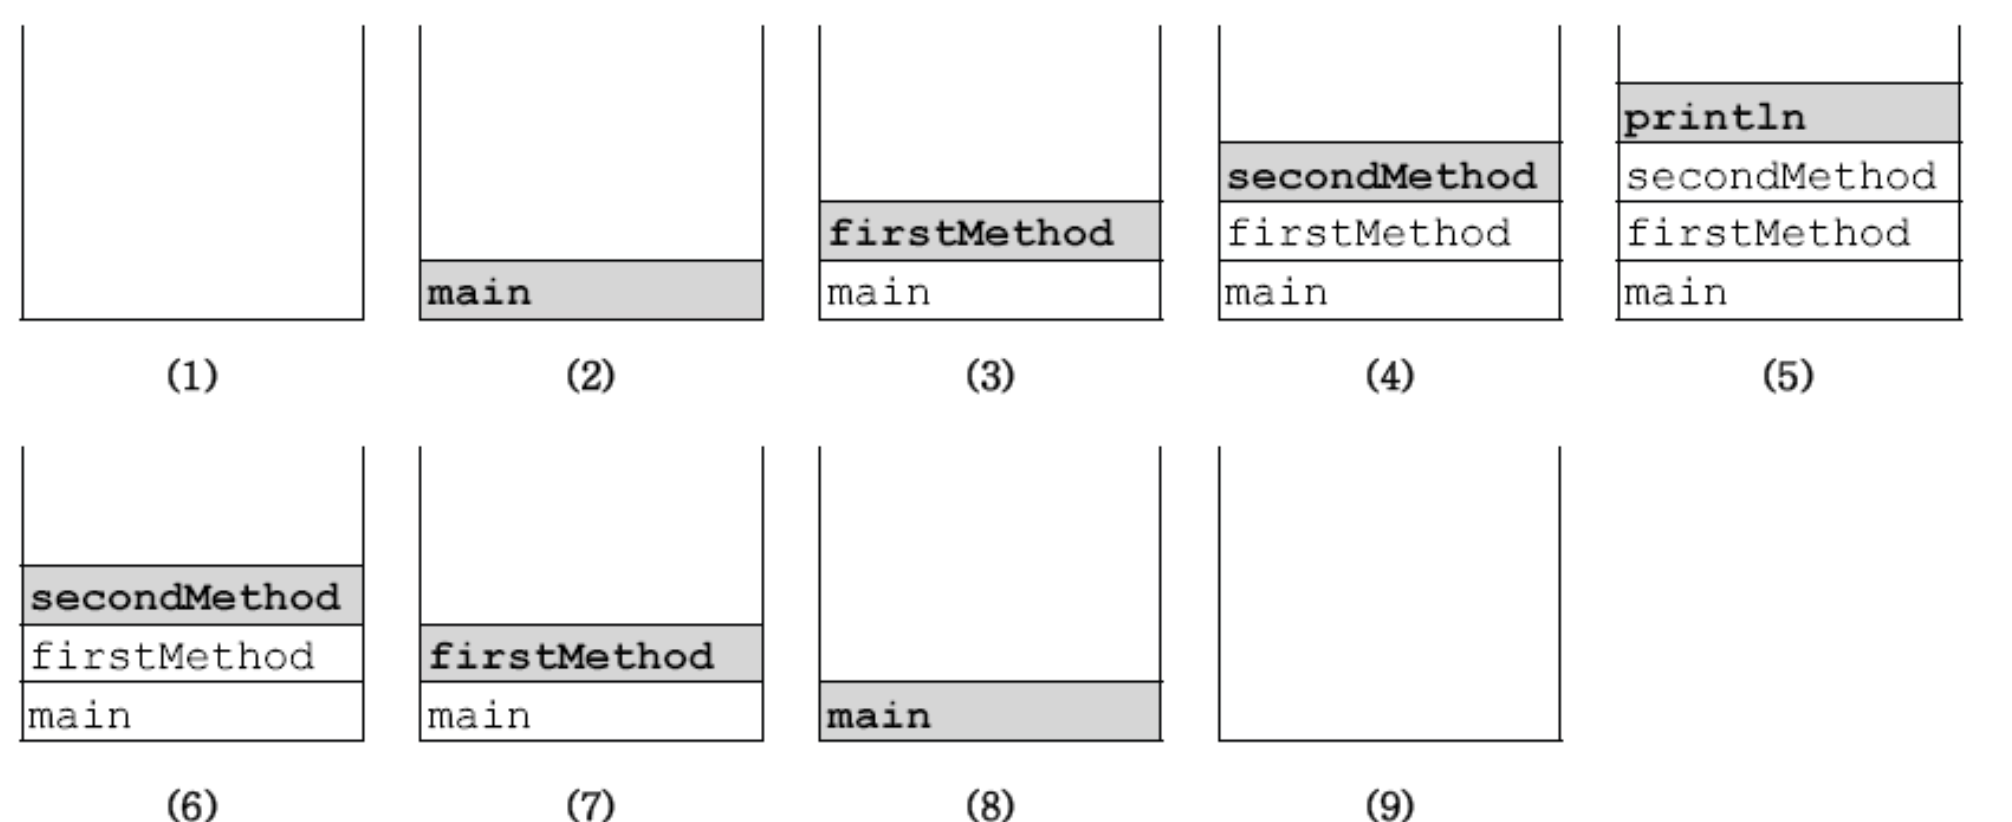 main
(1)
(2)
firstMethod
main
(3)
secondMethod
firstMethod
main
(4)
println
secondMethod
firstMethod
main
(5)
secondMethod
firstMethod
main
(6)
firstMethod
main
(7)
main
(8)
(9)